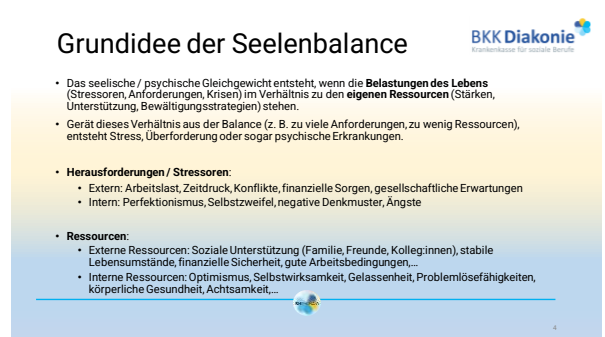 Grundidee der Seelenbalance
BKK Diakonie
Krankenkasse für soziale Berufe
• Das seelische / psychische Gleichgewicht entsteht, wenn die Belastungen des Lebens
(Stressoren, Anforderungen, Krisen) im Verhältnis zu den eigenen Ressourcen (Stärken,
Unterstützung, Bewältigungsstrategien) stehen.
• Gerät dieses Verhältnis aus der Balance (z. B. zu viele Anforderungen, zu wenig Ressourcen),
entsteht Stress, Überforderung oder sogar psychische Erkrankungen.
• Herausforderungen / Stressoren:
• Extern: Arbeitslast, Zeitdruck, Konflikte, finanzielle Sorgen, gesellschaftliche Erwartungen
• Intern: Perfektionismus, Selbstzweifel, negative Denkmuster, Ängste
• Ressourcen:
• Externe Ressourcen: Soziale Unterstützung (Familie, Freunde, Kolleg:innen), stabile
Lebensumstände, finanzielle Sicherheit, gute Arbeitsbedingungen,...
• Interne Ressourcen: Optimismus, Selbstwirksamkeit, Gelassenheit, Problemlösefähigkeiten,
körperliche Gesundheit, Achtsamkeit,...
4